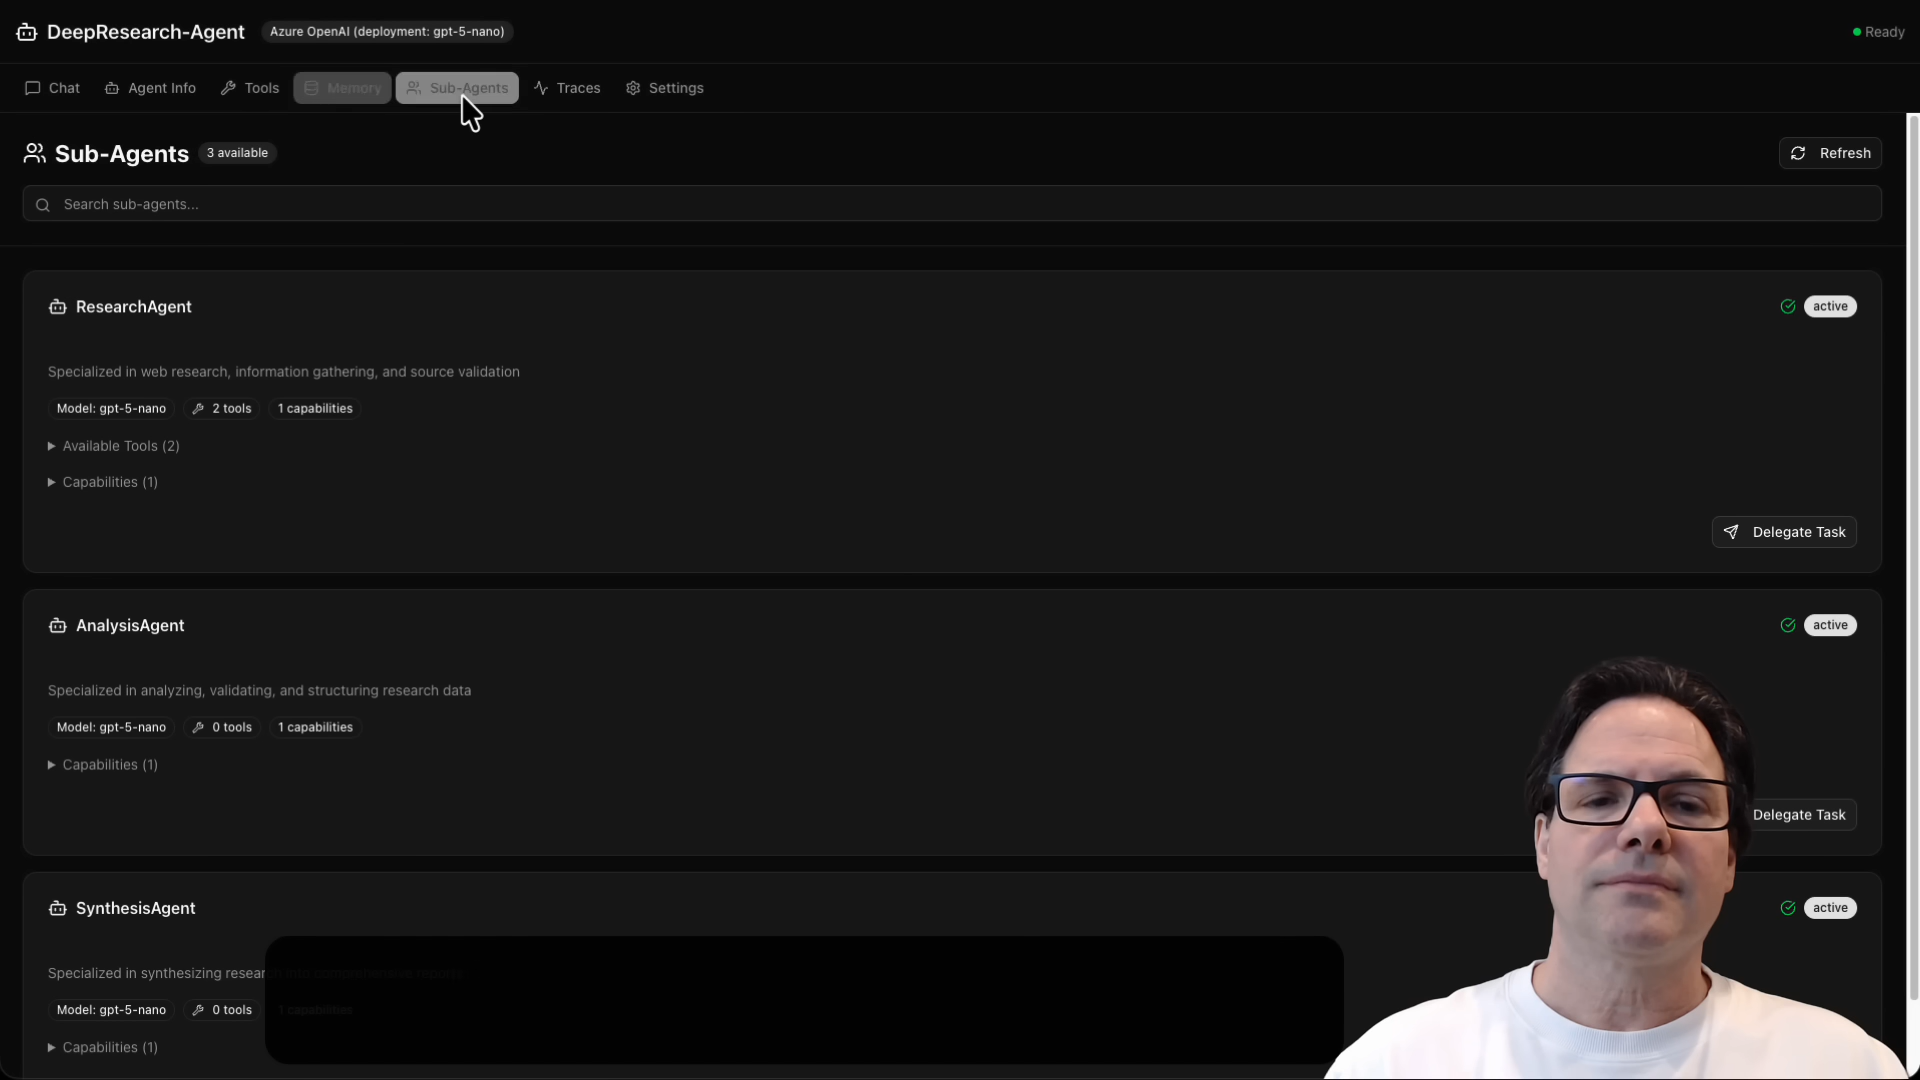 DeepResearch-Agent Azure OpenAI (deployment: gpt-5-nano) Ready
Chat Agent Info Tools Memory Sub-Agents Traces Settings
Sub-Agents 3 available Refresh
Search sub-agents...
ResearchAgent active
Specialized in web research, information gathering, and source validation
Model: gpt-5-nano 2 tools 1 capabilities
Available Tools (2)
Capabilities (1)
Delegate Task
AnalysisAgent active
Specialized in analyzing, validating, and structuring research data
Model: gpt-5-nano 0 tools 1 capabilities
Capabilities (1)
Delegate Task
SynthesisAgent active
Specialized in synthesizing
Model: gpt-5-nano 0 tools 1 capabilities
Capabilities (1)